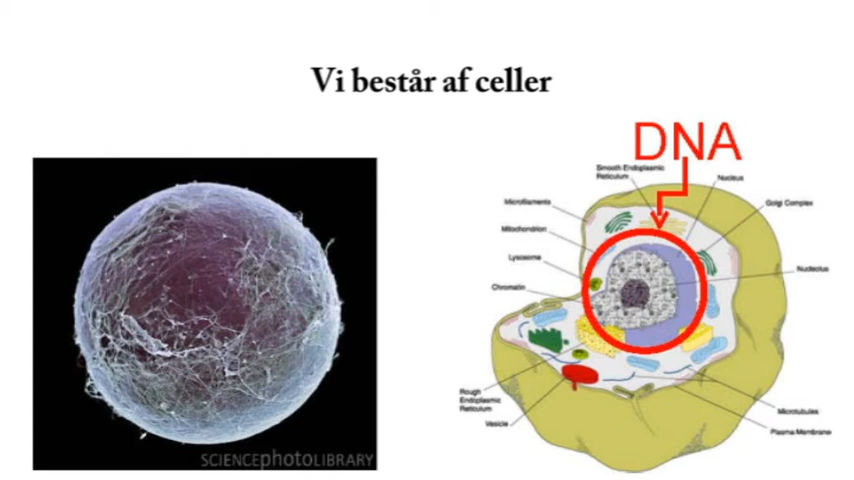 Vi består af celler
SCIENCEphotoLIBRARY
DNA
Smooth Endoplasmic
Reticulum
Nucleus
Microfilaments
Golgi Complex
Mitochondrion
Lysosome
Nucleolus
Chromatin
Rough
Endoplasmic
Reticulum
Vesicle
Microtubules
Plasma Membrane